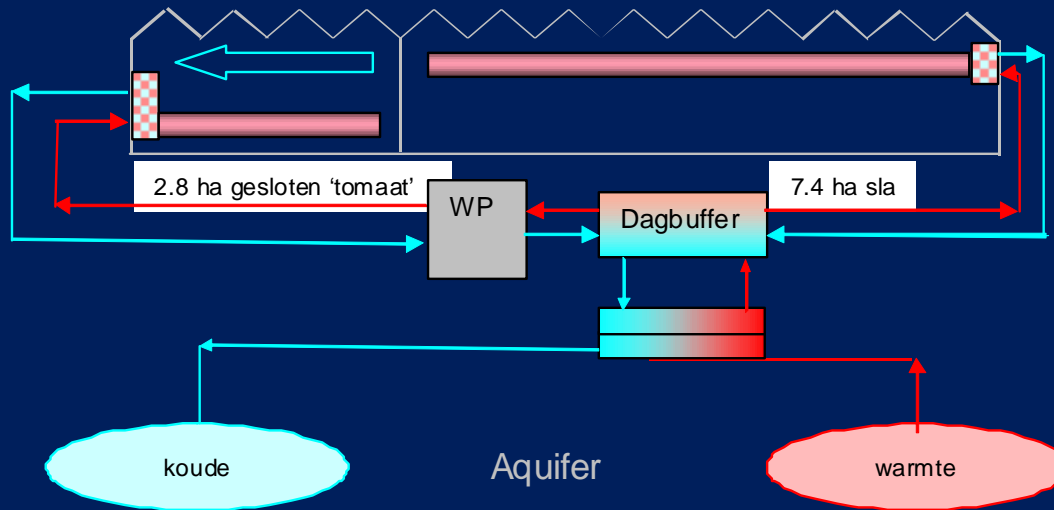 2.8 ha gesloten ‘tomaat’
7.4 ha sla
WP
Dagbuffer
koude
Aquifer
warmte